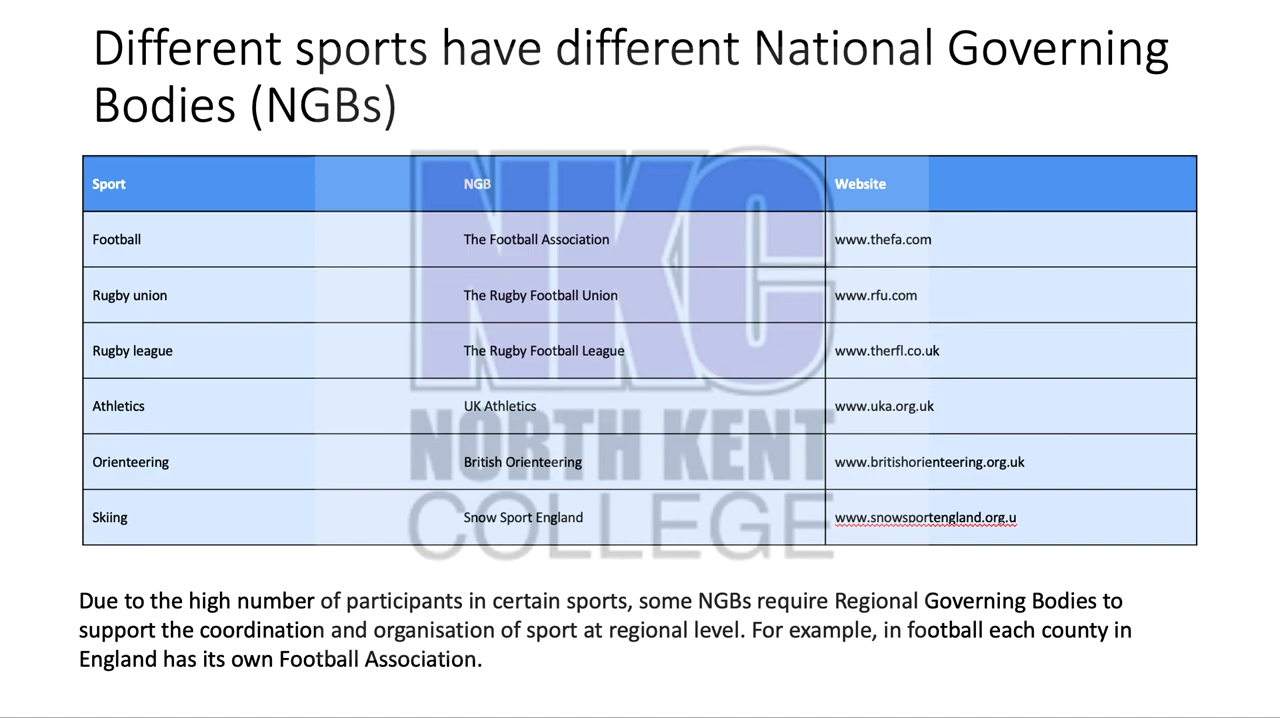 Different sports have different National Governing
Bodies (NGBs)
Sport NGB Website
Football The Football Association www.thefa.com
Rugby union The Rugby Football Union www.rfu.com
Rugby league The Rugby Football League www.therfl.co.uk
Athletics UK Athletics www.uka.org.uk
Orienteering British Orienteering www.britishorienteering.org.uk
Skiing Snow Sport England www.snowsportengland.org.u
NKC
NORTH KENT
COLLEGE
Due to the high number of participants in certain sports, some NGBs require Regional Governing Bodies to
support the coordination and organisation of sport at regional level. For example, in football each county in
England has its own Football Association.